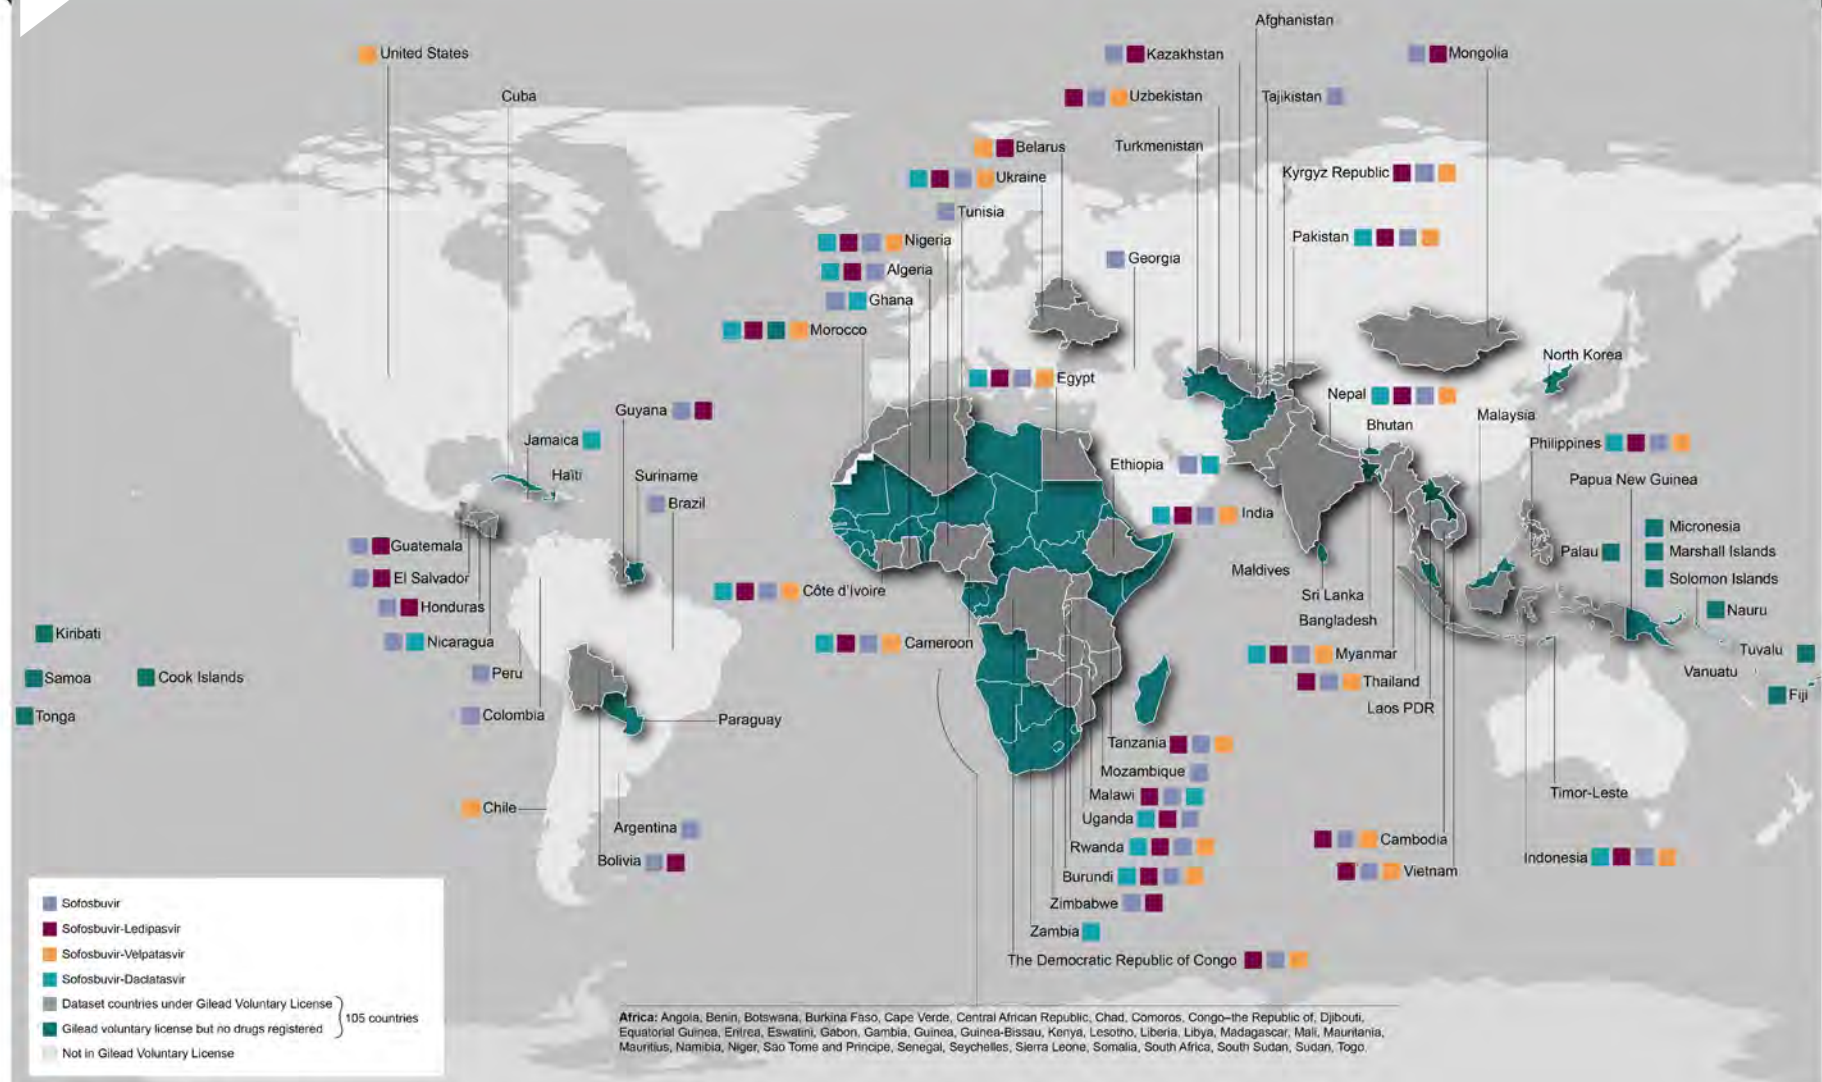 Afghanistan
United States
Kazakhstan
Mongolia
Cuba
Uzbekistan
Tajikistan
Belarus
Turkmenistan
Ukraine
Kyrgyz Republic
Tunisia
Nigeria
Pakistan
Algeria
Georgia
Ghana
Morocco
North Korea
Egypt
Nepal
Guyana
Malaysia
Bhutan
Jamaica
Philippines
Ethiopia
Haïti
Suriname
Papua New Guinea
Brazil
India
Micronesia
Guatemala
Palau
Marshall Islands
Maldives
El Salvador
Solomon Islands
Côte d'Ivoire
Sri Lanka
Honduras
Nauru
Bangladesh
Kiribati
Nicaragua
Cameroon
Myanmar
Tuvalu
Peru
Vanuatu
Samoa
Cook Islands
Thailand
Fiji
Laos PDR
Tonga
Colombia
Paraguay
Tanzania
Mozambique
Timor-Leste
Malawi
Chile
Uganda
Argentina
Cambodia
Rwanda
Bolivia
Indonesia
Vietnam
Burundi
Zimbabwe
Zambia
The Democratic Republic of Congo
Sofosbuvir
Sofosbuvir-Ledipasvir
Sofosbuvir-Velpatasvir
Sofosbuvir-Daclatasvir
Dataset countries under Gilead Voluntary License
105 countries
Gilead voluntary license but no drugs registered
Not in Gilead Voluntary License
Africa: Angola, Benin, Botswana, Burkina Faso, Cape Verde, Central African Republic, Chad, Comoros, Congo–the Republic of, Djibouti,
Equatorial Guinea, Eritrea, Eswatini, Gabon, Gambia, Guinea, Guinea-Bissau, Kenya, Lesotho, Liberia, Libya, Madagascar, Mali, Mauritania,
Mauritius, Namibia, Niger, Sao Tome and Principe, Senegal, Seychelles, Sierra Leone, Somalia, South Africa, South Sudan, Sudan, Togo.